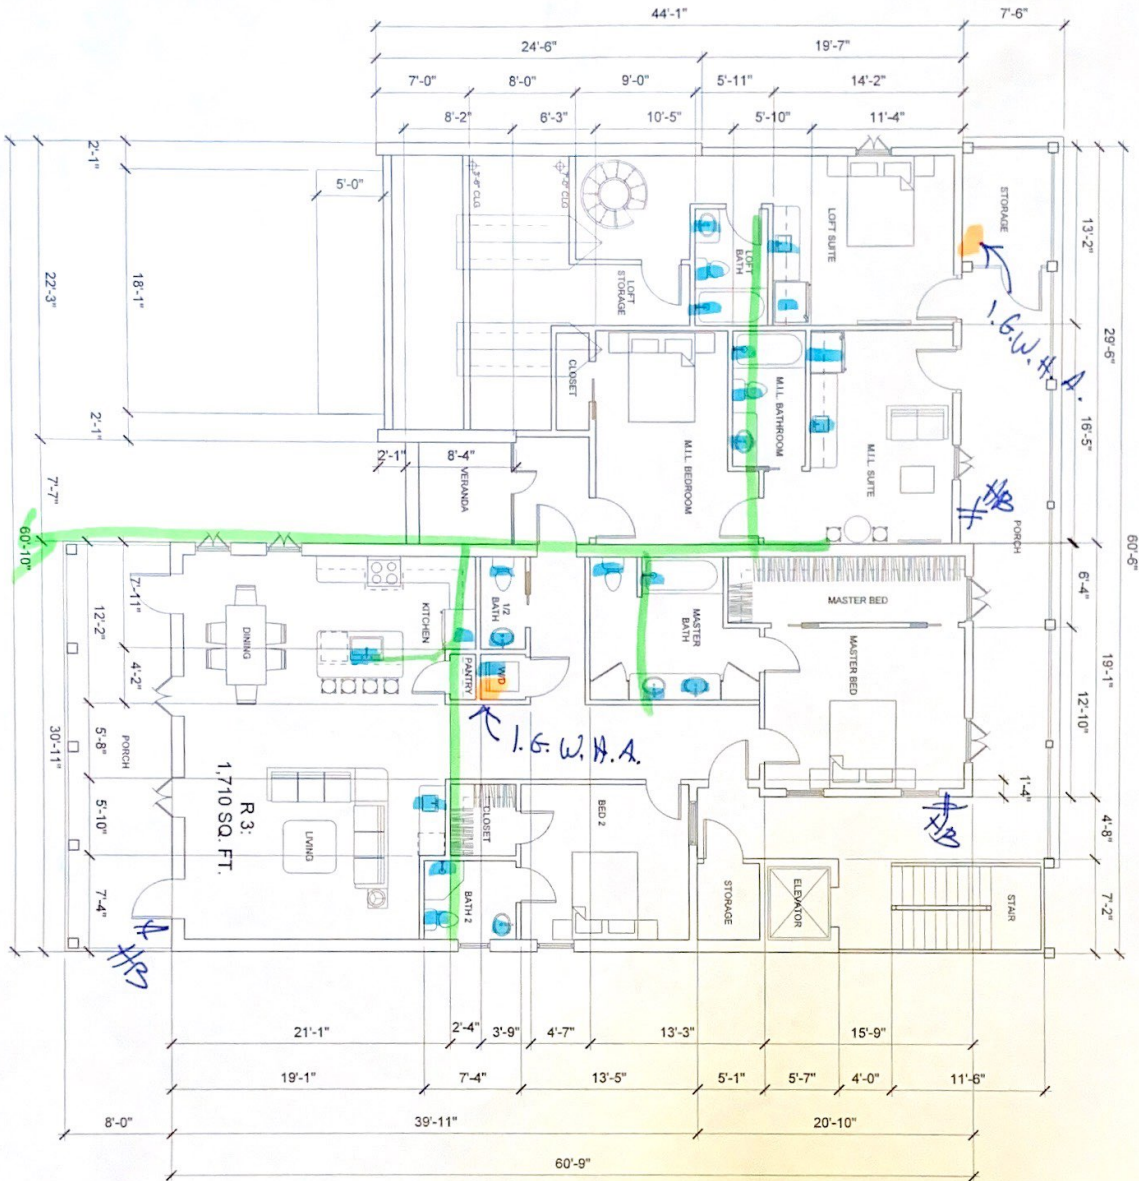 44'-1"
7'-6"
24'-6"
19'-7"
7'-0"
8'-0"
9'-0"
5'-11"
14'-2"
8'-2"
6'-3"
10'-5"
5'-10"
11'-4"
2'-1"
5'-0"
18'-1"
22'-3"
2'-1"
7'-7"
60'-10"
7'-0" CLG
LOFT STORAGE
LOFT BATH
LOFT SUITE
STORAGE
I.G.W.H.A.
13'-2"
29'-6"
16'-5"
60'-6"
CLOSET
M.I.L. BATHROOM
M.I.L. BEDROOM
M.I.L. SUITE
HB
PORCH
2'-1"
8'-4"
VERANDA
7'-11"
12'-2"
4'-2"
DINING
KITCHEN
1/2 BATH
PANTRY
W/D
MASTER BATH
MASTER BED
MASTER BED
6'-4"
19'-1"
12'-10"
I.G.W.H.A.
5'-8"
30'-11"
PORCH
5'-10"
7'-4"
R 3:
1,710 SQ. FT.
LIVING
CLOSET
BATH 2
BED 2
STORAGE
ELEVATOR
STAIR
HB
1'-4"
4'-8"
7'-2"
HB
21'-1"
2'-4"
3'-9"
4'-7"
13'-3"
15'-9"
19'-1"
7'-4"
13'-5"
5'-1"
5'-7"
4'-0"
11'-6"
8'-0"
39'-11"
20'-10"
60'-9"